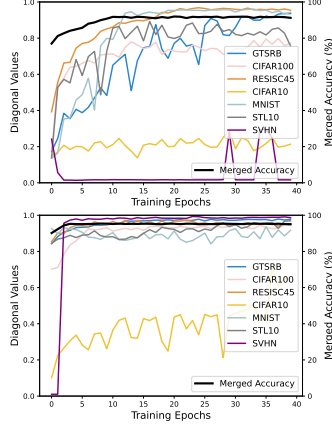 1.0
0.8
0.6
0.4
0.2
0.0
Diagonal Values
100
80
60
40
20
0
Merged Accuracy (%)
GTSRB
CIFAR100
RESISC45
CIFAR10
MNIST
STL10
SVHN
Merged Accuracy
0 5 10 15 20 25 30 35 40
Training Epochs
1.0
0.8
0.6
0.4
0.2
0.0
Diagonal Values
100
80
60
40
20
0
Merged Accuracy (%)
GTSRB
CIFAR100
RESISC45
CIFAR10
MNIST
STL10
SVHN
Merged Accuracy
0 5 10 15 20 25 30 35 40
Training Epochs